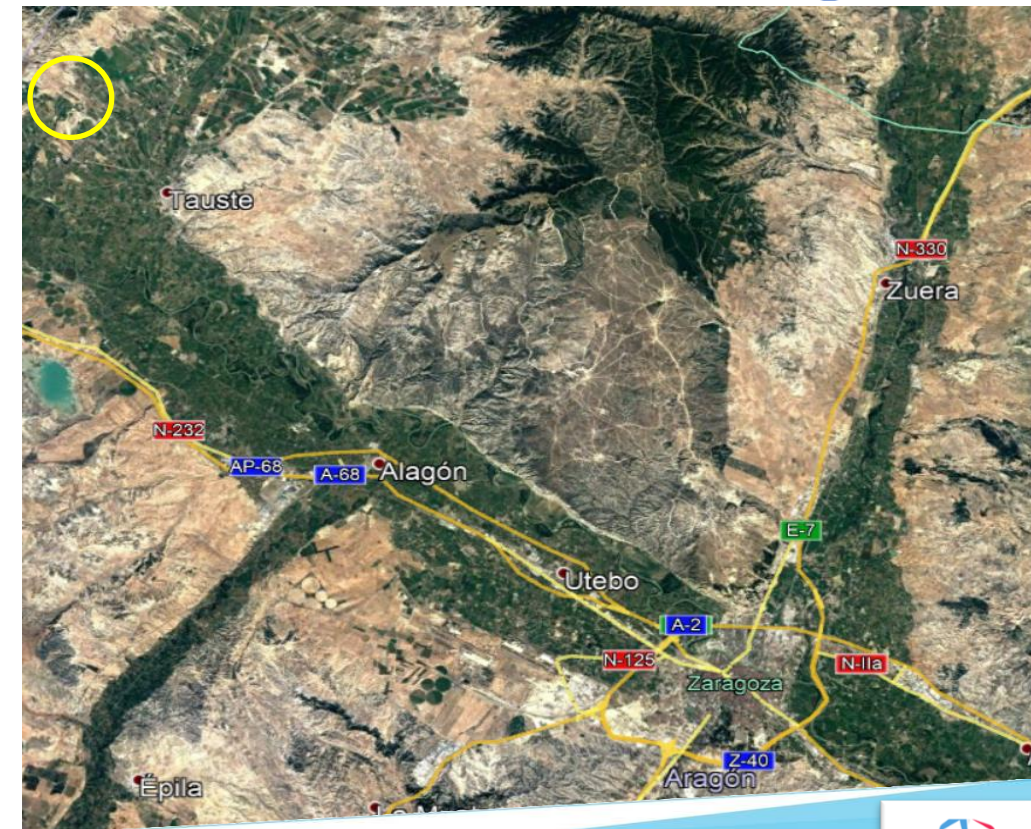 Tauste
N-330
Zuera
N-232
AP-68
A-68
Alagón
E-7
Utebo
A-2
N-125
N-IIa
Zaragoza
Z-40
Aragón
Épila